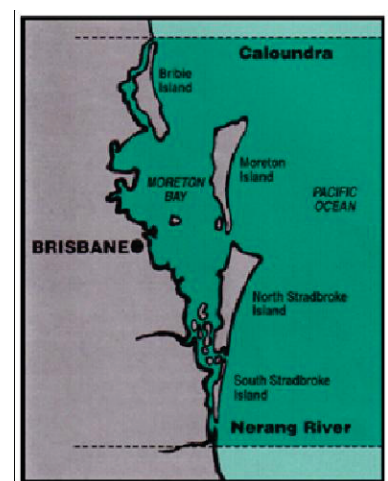 Caloundra
Bribie
Island
Moreton
Island
MORETON
BAY
PACIFIC
OCEAN
BRISBANE
North Stradbroke
Island
South Stradbroke
Island
Nerang River